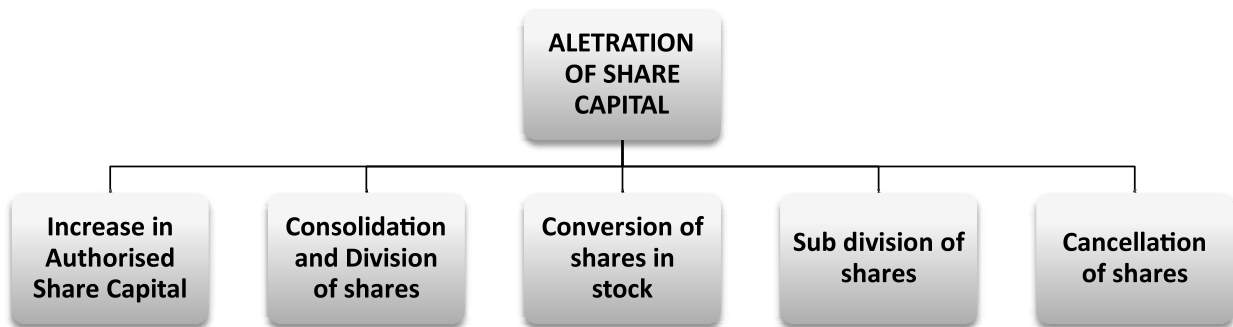 ALETRATION
OF SHARE
CAPITAL
Increase in
Authorised
Share Capital
Consolidation
and Division
of shares
Conversion of
shares in
stock
Sub division of
shares
Cancellation
of shares